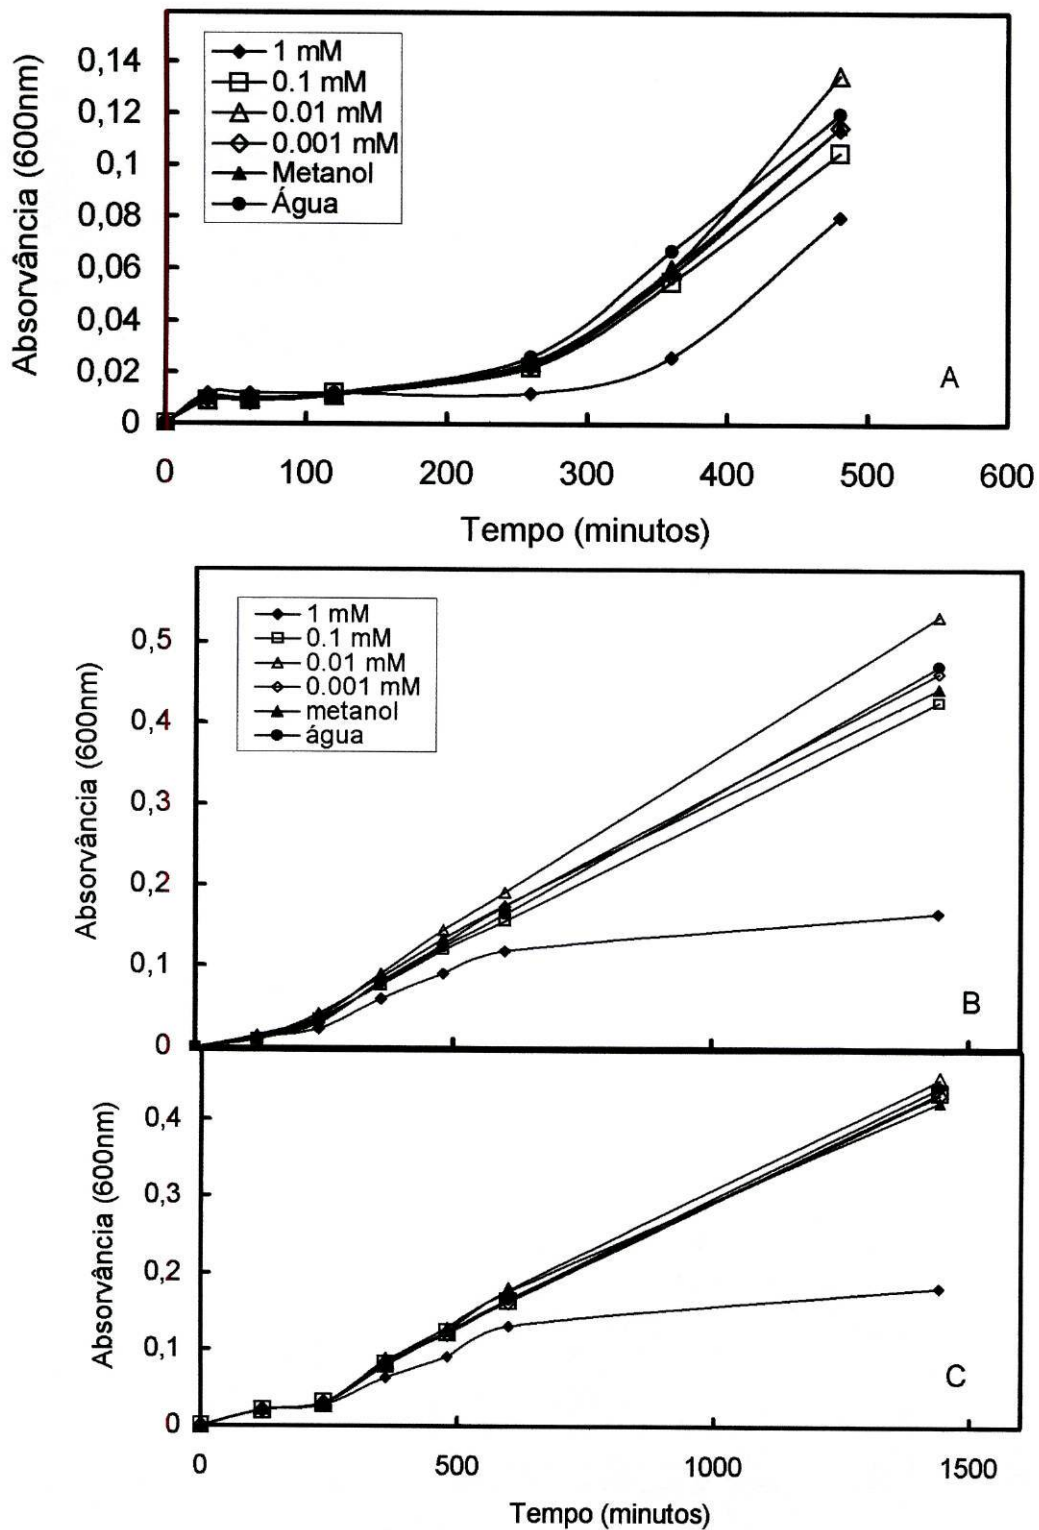 Absorvância (600nm)
0,14
0,12
0,1
0,08
0,06
0,04
0,02
0
1 mM
0.1 mM
0.01 mM
0.001 mM
Metanol
Água
A
0 100 200 300 400 500 600
Tempo (minutos)
Absorvância (600nm)
0,5
0,4
0,3
0,2
0,1
0
1 mM
0.1 mM
0.01 mM
0.001 mM
metanol
água
B
Absorvância (600nm)
0,4
0,3
0,2
0,1
0
C
0 500 1000 1500
Tempo (minutos)